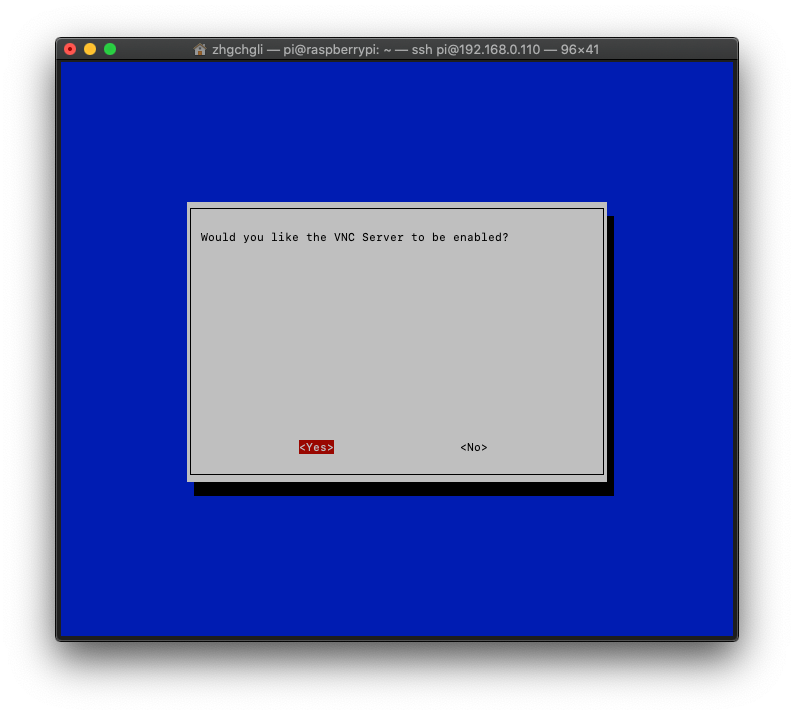 zhgchgli — pi@raspberrypi: ~ — ssh pi@192.168.0.110 — 96×41
Would you like the VNC Server to be enabled?
<Yes> <No>